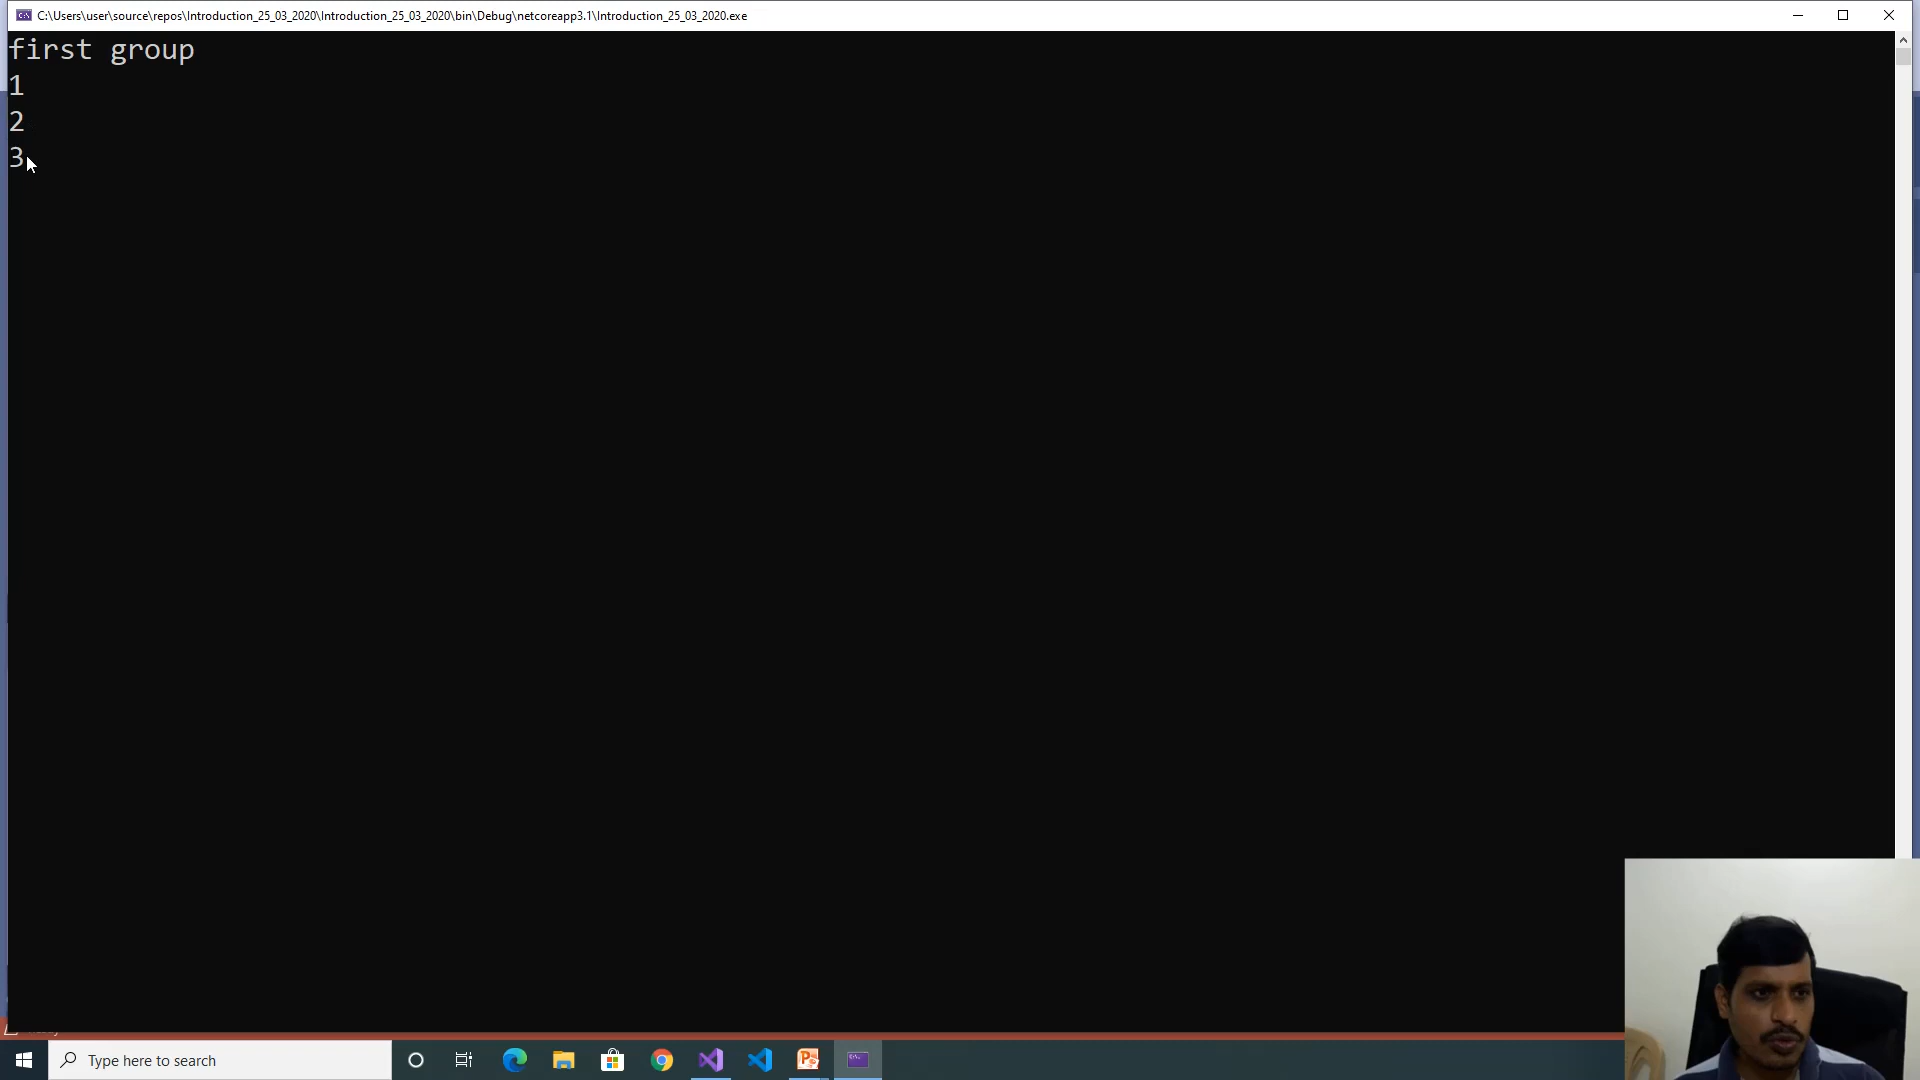 C:\Users\user\source\repos\Introduction_25_03_2020\Introduction_25_03_2020\bin\Debug\netcoreapp3.1\Introduction_25_03_2020.exe
first group
1
2
3
Type here to search